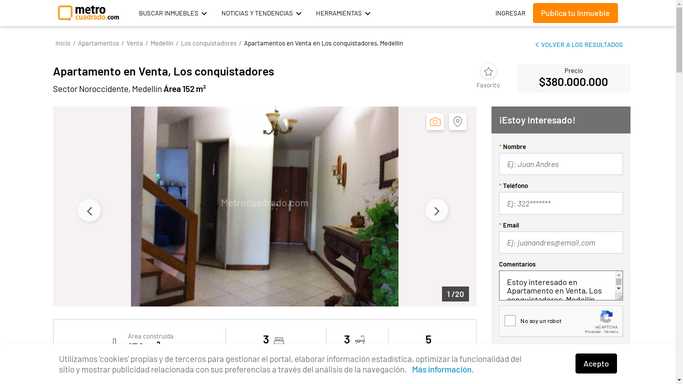 metro
cuadrado.com
BUSCAR INMUEBLES
NOTICIAS Y TENDENCIAS
HERRAMIENTAS
INGRESAR
Publica tu Inmueble
Inicio / Apartamentos / Venta / Medellín / Los conquistadores / Apartamentos en Venta en Los conquistadores, Medellín
VOLVER A LOS RESULTADOS
Apartamento en Venta, Los conquistadores
Sector Noroccidente, Medellín Área 152 m²
Favorito
Precio
$380.000.000
Metrocuadrado.com
1 / 20
¡Estoy Interesado!
* Nombre
Ej: Juan Andres
* Teléfono
Ej: 322*******
* Email
Ej: juanandres@email.com
Comentarios
Estoy interesado en
Apartamento en Venta, Los
conquistadores, Medellín
No soy un robot
reCAPTCHA
Privacidad - Términos
Área construida
3
3
5
Utilizamos 'cookies' propias y de terceros para gestionar el portal, elaborar información estadística, optimizar la funcionalidad del
sitio y mostrar publicidad relacionada con sus preferencias a través del análisis de la navegación. Más información.
Acepto